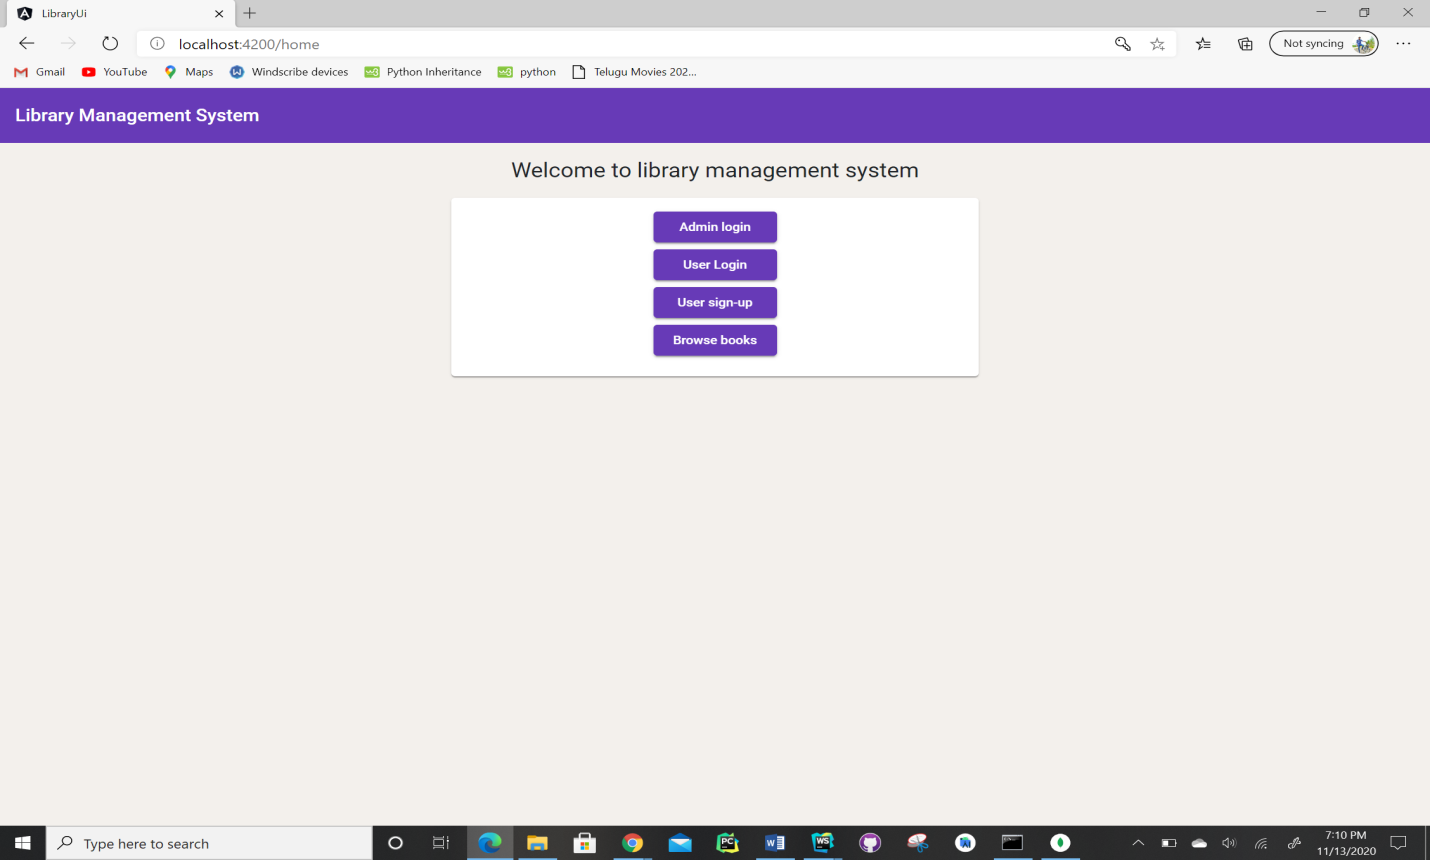 LibraryUi
localhost:4200/home
Not syncing
Gmail YouTube Maps Windscribe devices Python Inheritance python Telugu Movies 202...
Library Management System
Welcome to library management system
Admin login
User Login
User sign-up
Browse books
Type here to search
7:10 PM
11/13/2020